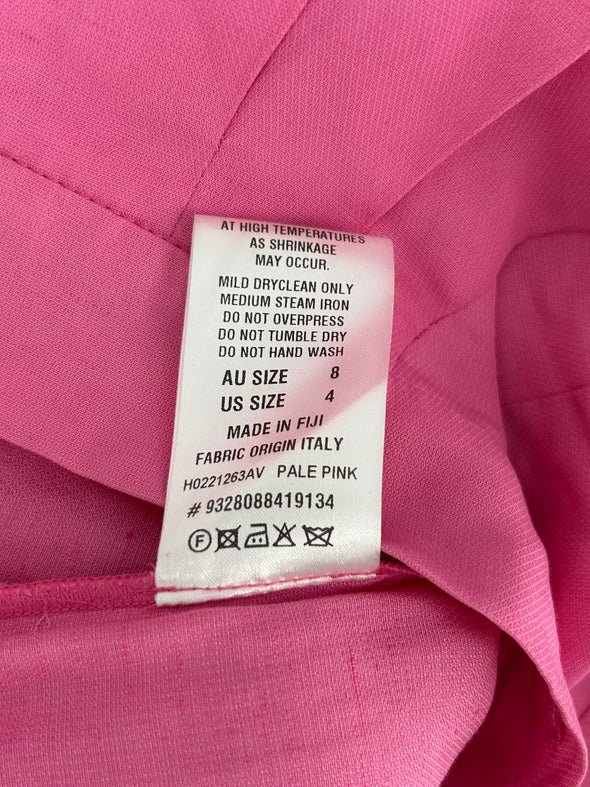 AT HIGH TEMPERATURES
AS SHRINKAGE
MAY OCCUR.
MILD DRYCLEAN ONLY
MEDIUM STEAM IRON
DO NOT OVERPRESS
DO NOT TUMBLE DRY
DO NOT HAND WASH
AU SIZE 8
US SIZE 4
MADE IN FIJI
FABRIC ORIGIN ITALY
H0221263AV PALE PINK
# 9328088419134
F